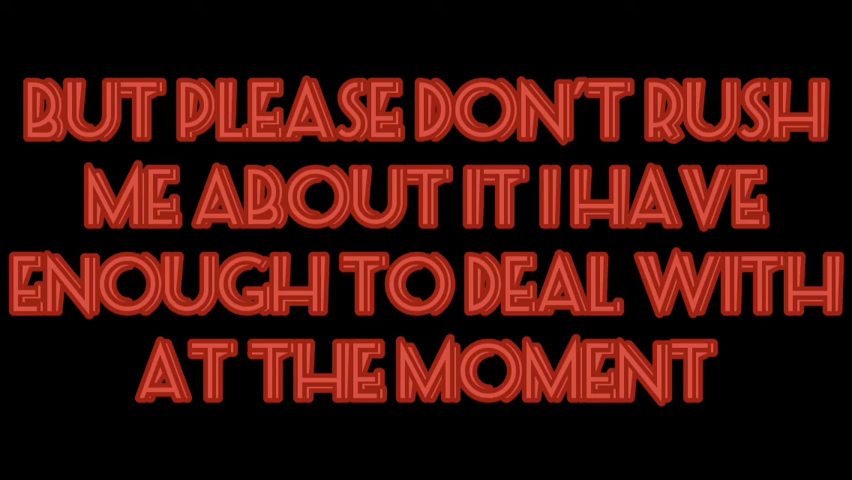 BUT PLEASE DON'T RUSH
ME ABOUT IT I HAVE
ENOUGH TO DEAL WITH
AT THE MOMENT